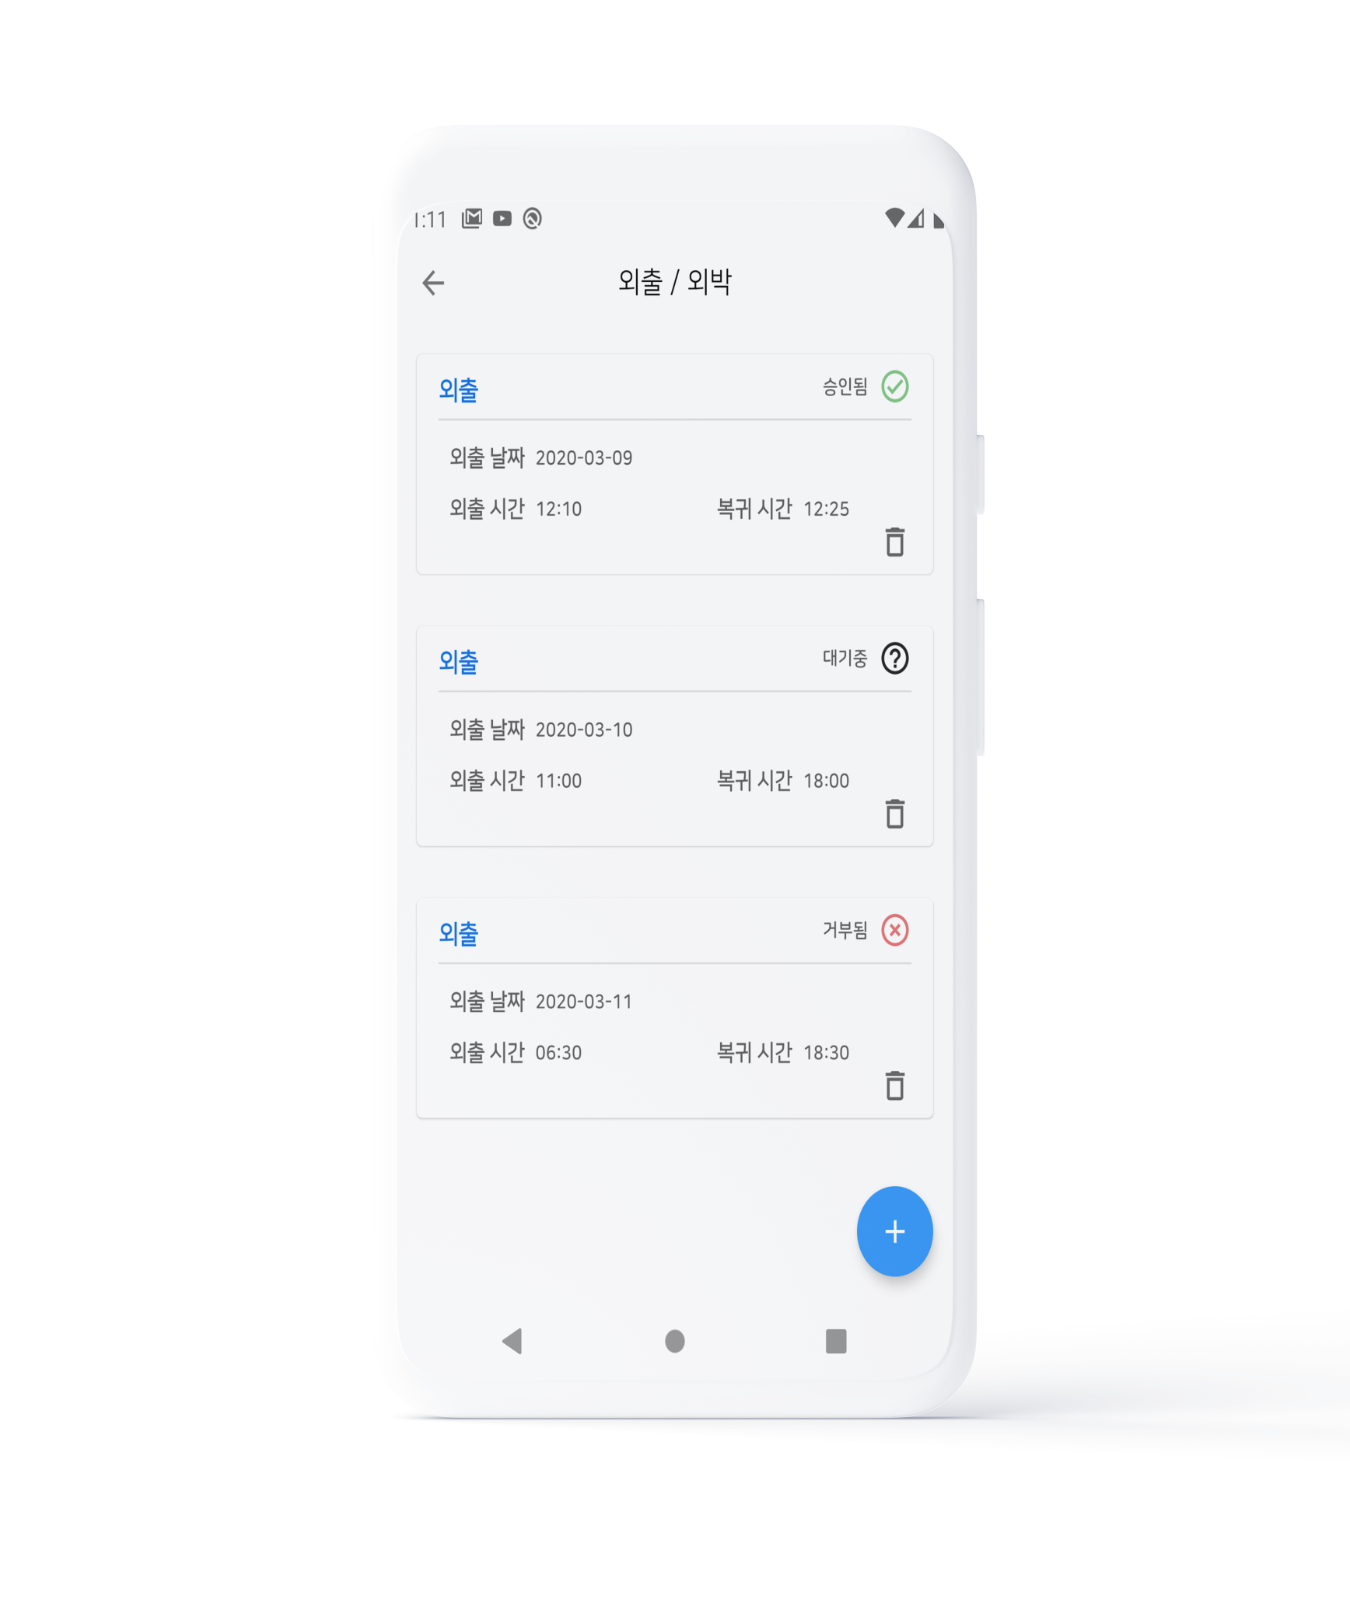 1:11
외출 / 외박
외출 승인됨
외출 날짜 2020-03-09
외출 시간 12:10 복귀 시간 12:25
외출 대기중
외출 날짜 2020-03-10
외출 시간 11:00 복귀 시간 18:00
외출 거부됨
외출 날짜 2020-03-11
외출 시간 06:30 복귀 시간 18:30